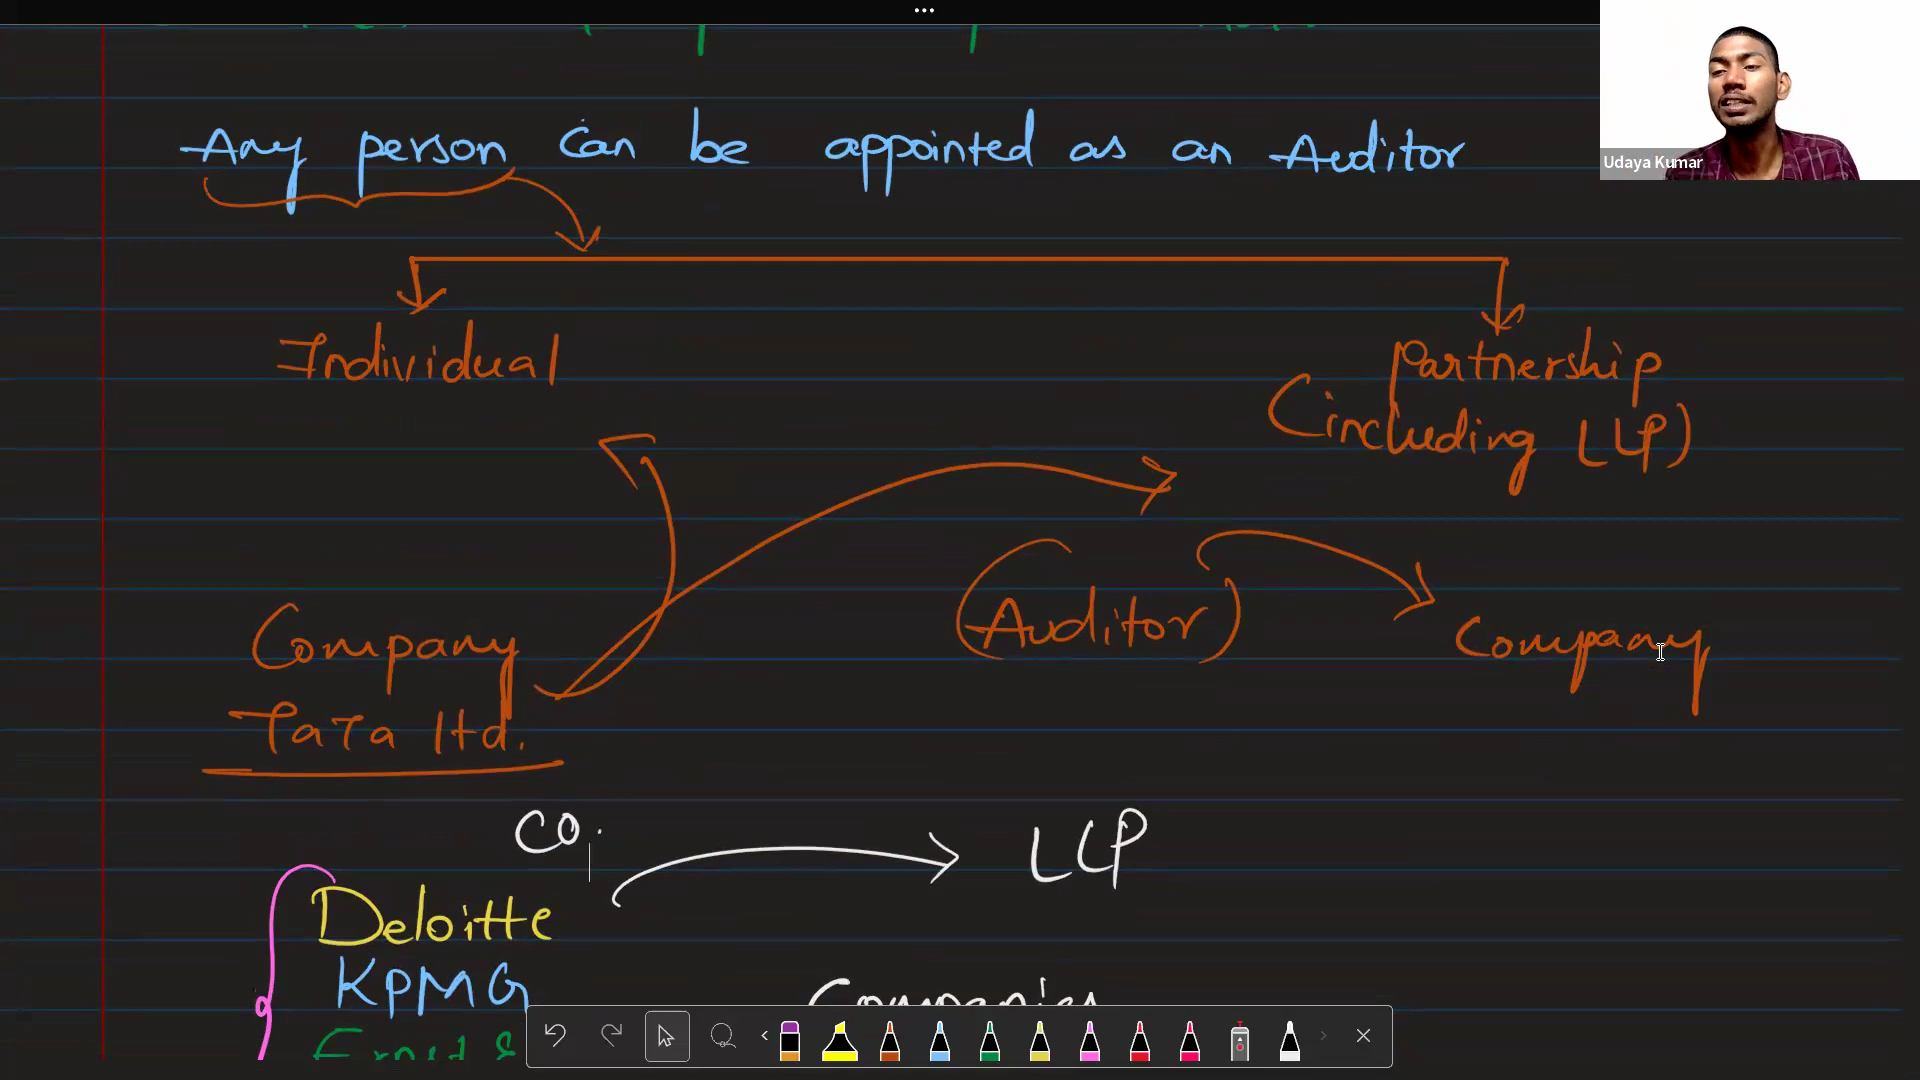 Any person can be appointed as an Auditor
Udaya Kumar
Individual
Partnership
(including LLP)
(Auditor)
Company
Company
TaTa ltd.
Co.
LLP
Deloitte
KPMG
Companies